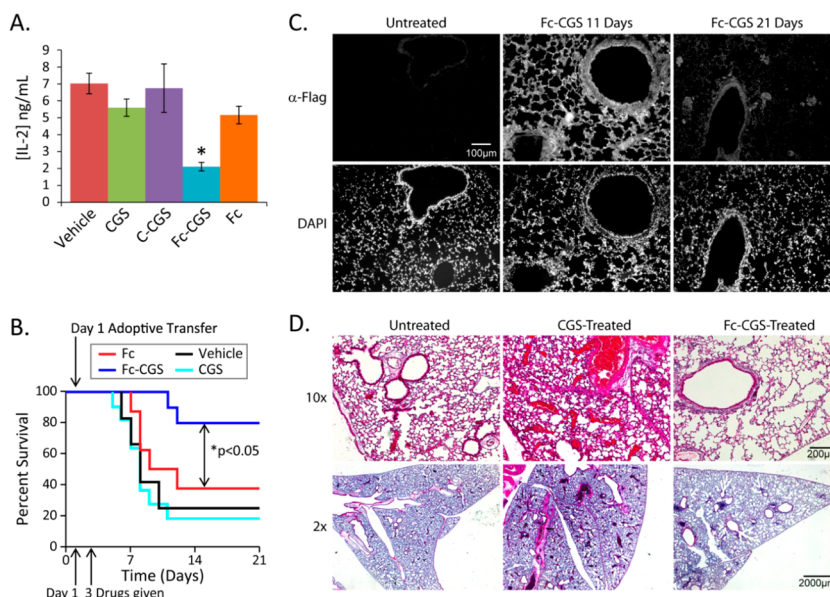 A.
[IL-2] ng/mL
9
8
7
6
5
4
3
2
1
0
*
Vehicle
CGS
C-CGS
Fc-CGS
Fc
B.
Day 1 Adoptive Transfer
Fc
Vehicle
Fc-CGS
CGS
Percent Survival
100
80
60
40
20
0
*p<0.05
0
7
14
21
Time (Days)
Day 1
3 Drugs given
C.
Untreated
Fc-CGS 11 Days
Fc-CGS 21 Days
α-Flag
100µm
DAPI
D.
Untreated
CGS-Treated
Fc-CGS-Treated
10x
200µm
2x
2000µm